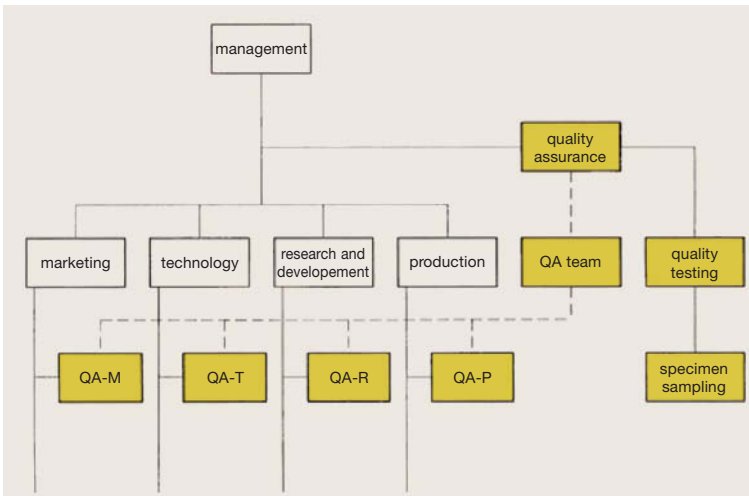 management
quality
assurance
marketing
technology
research and
developement
production
QA team
quality
testing
QA-M
QA-T
QA-R
QA-P
specimen
sampling